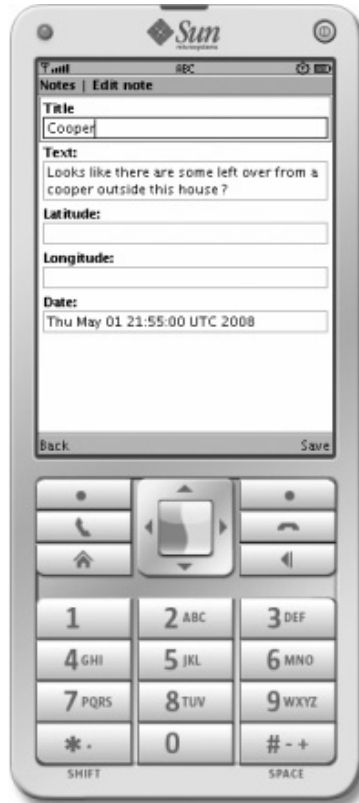 Sun
microsystems
ABC
Notes | Edit note
Title
Cooper
Text:
Looks like there are some left over from a
cooper outside this house?
Latitude:
Longitude:
Date:
Thu May 01 21:55:00 UTC 2008
Back Save
1 2 ABC 3 DEF
4 GHI 5 JKL 6 MNO
7 PQRS 8 TUV 9 WXYZ
* . 0 # - +
SHIFT SPACE